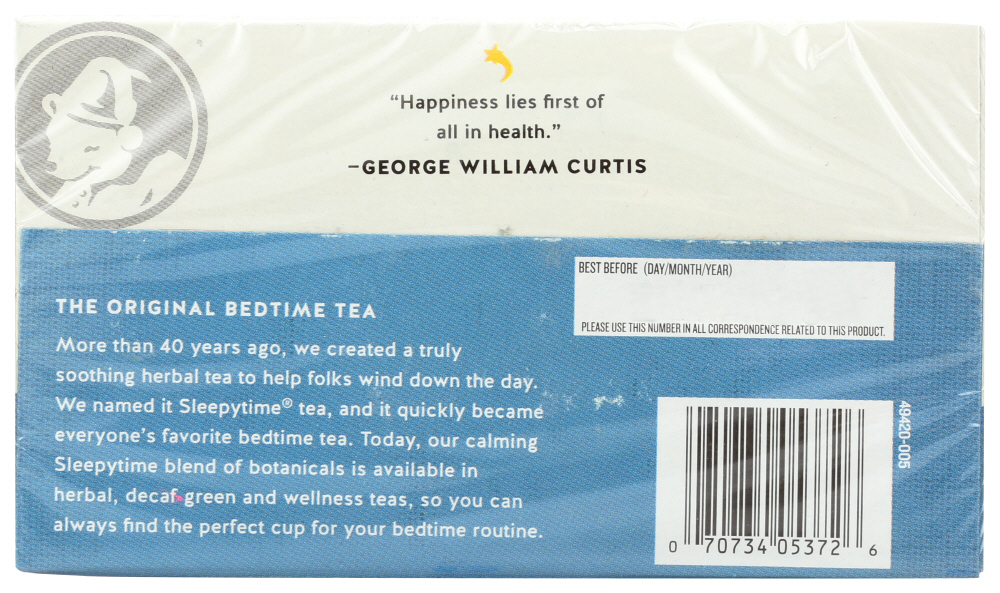 “Happiness lies first of
all in health.”
–GEORGE WILLIAM CURTIS
BEST BEFORE (DAY/MONTH/YEAR)
PLEASE USE THIS NUMBER IN ALL CORRESPONDENCE RELATED TO THIS PRODUCT.
THE ORIGINAL BEDTIME TEA
More than 40 years ago, we created a truly
soothing herbal tea to help folks wind down the day.
We named it Sleepytime® tea, and it quickly became
everyone’s favorite bedtime tea. Today, our calming
Sleepytime blend of botanicals is available in
herbal, decaf green and wellness teas, so you can
always find the perfect cup for your bedtime routine.
49420-005
0 70734 05372 6